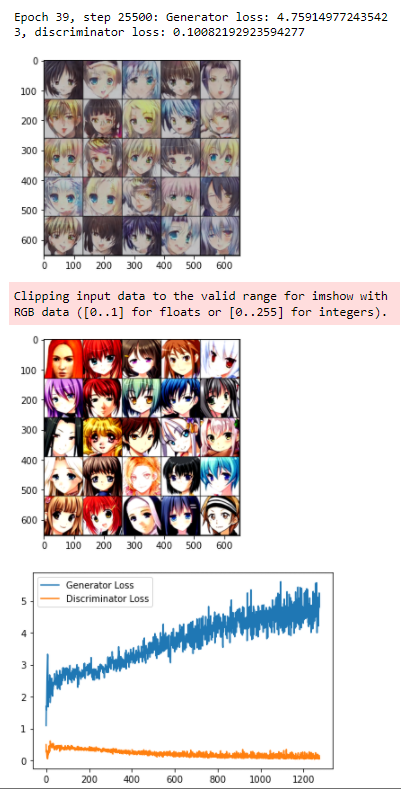 Epoch 39, step 25500: Generator loss: 4.75914977243542
3, discriminator loss: 0.10082192923594277
0
100
200
300
400
500
600
0 100 200 300 400 500 600
Clipping input data to the valid range for imshow with
RGB data ([0..1] for floats or [0..255] for integers).
0
100
200
300
400
500
600
0 100 200 300 400 500 600
Generator Loss
Discriminator Loss
5
4
3
2
1
0
0 200 400 600 800 1000 1200